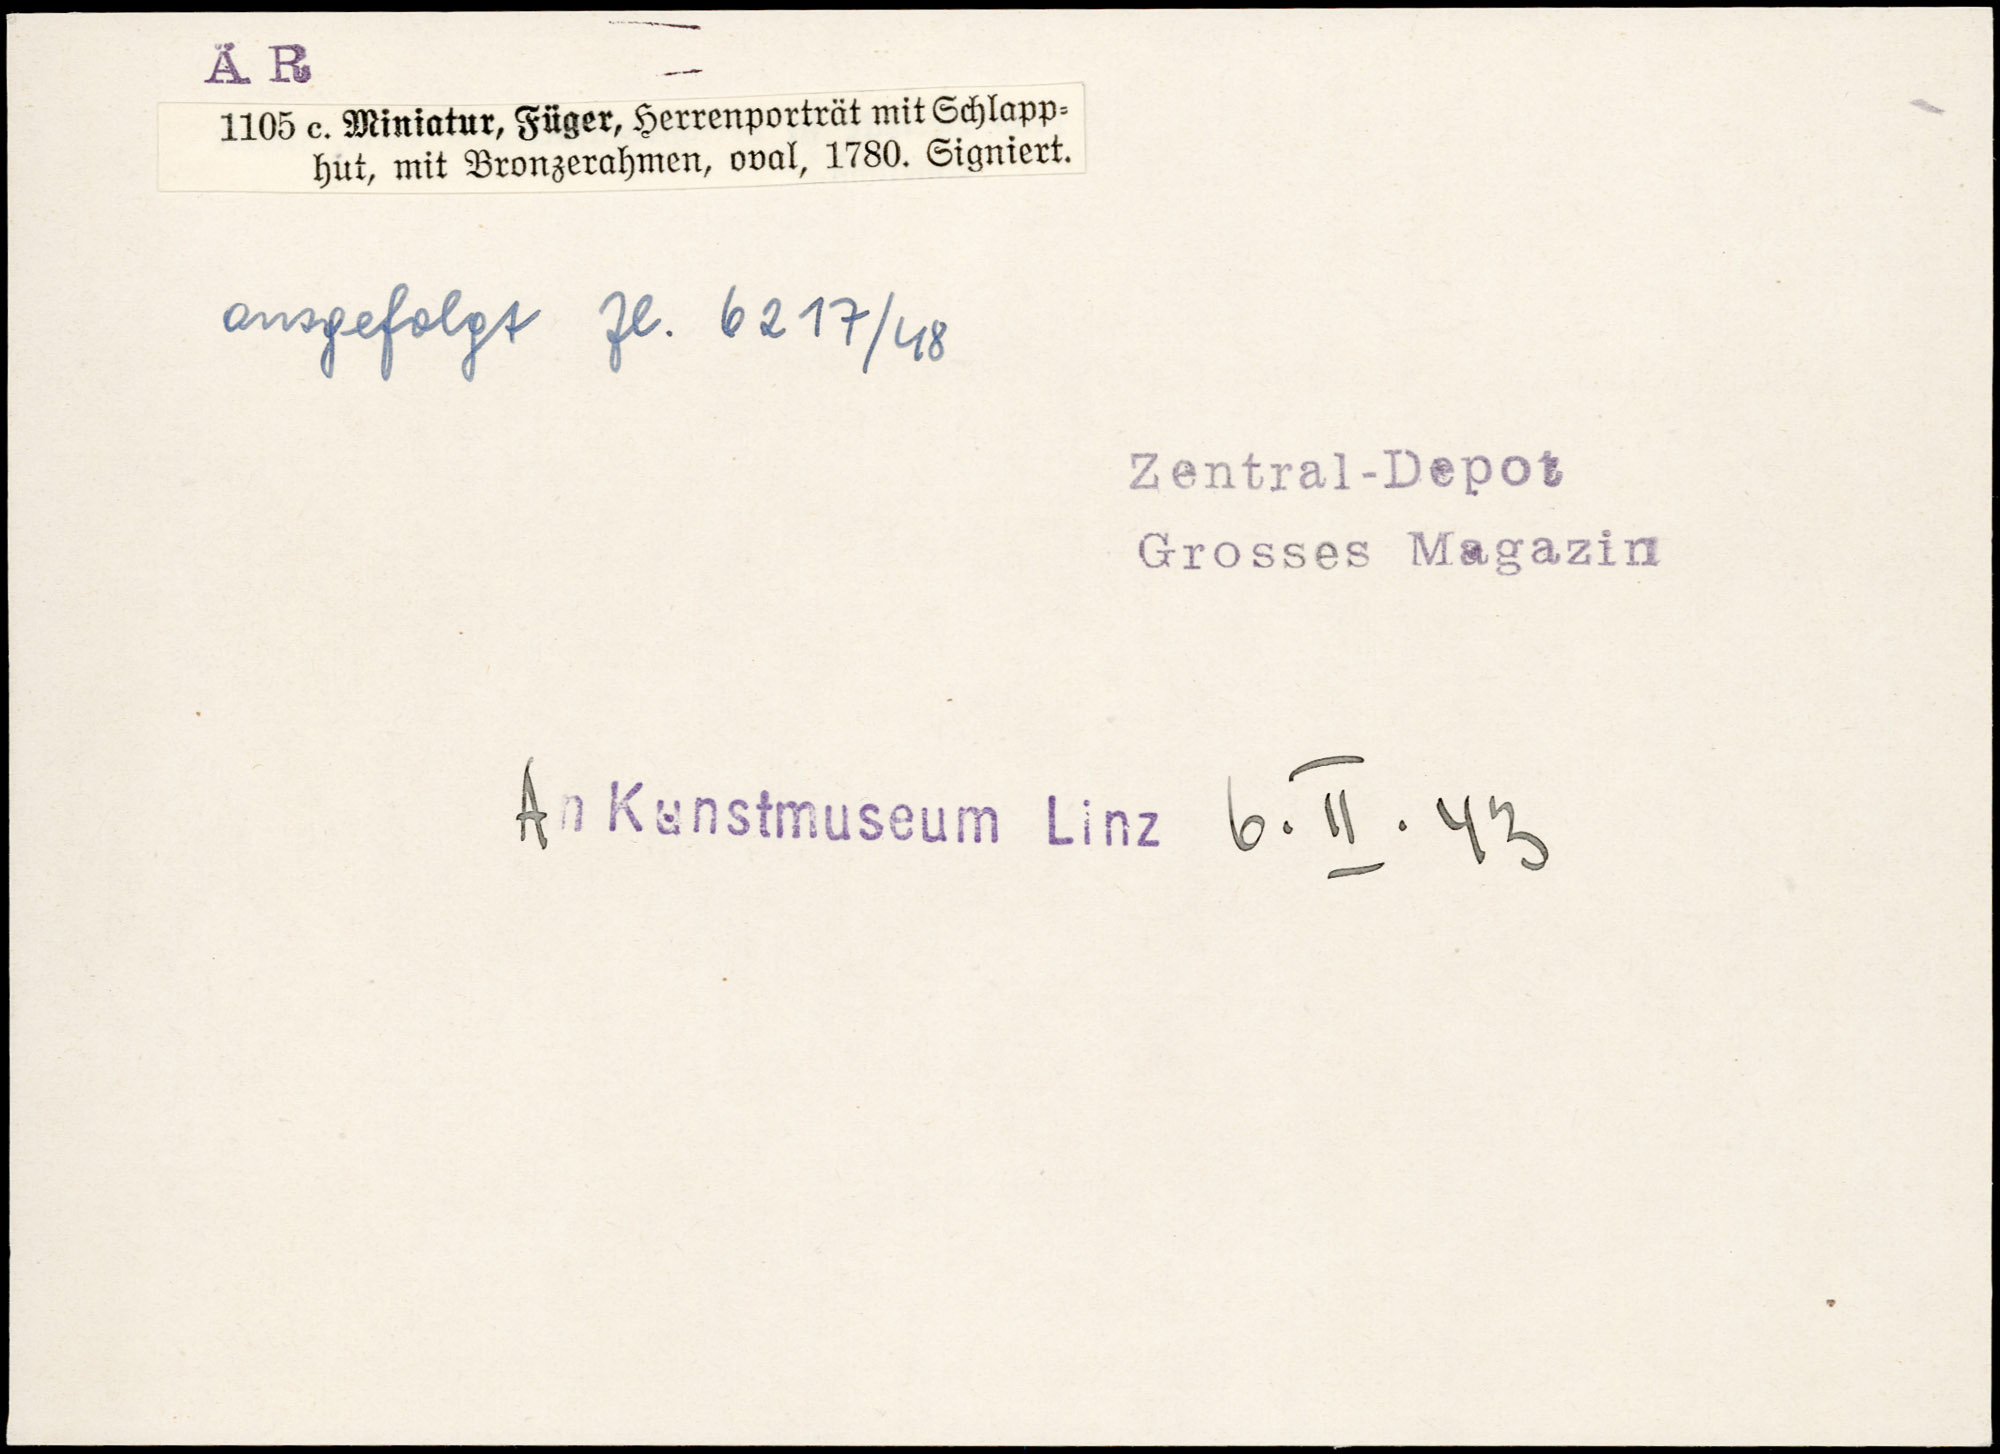 Ä R
1105 c. Miniatur, Füger, Herrenporträt mit Schlapp-
hut, mit Bronzerahmen, oval, 1780. Signiert.
ausgefolgt Zl. 6217/48
Zentral-Depot
Grosses Magazin
An Kunstmuseum Linz 6. II. 43